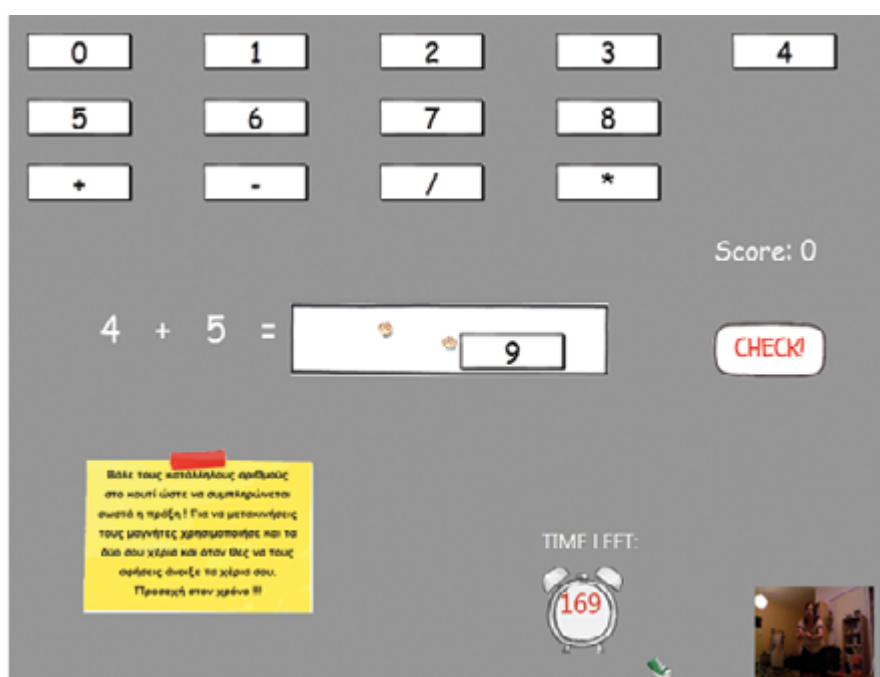 0 1 2 3 4
5 6 7 8
+ - / *
Score: 0
4 + 5 =
9
CHECK!
Βάλε τους κατάλληλους αριθμούς
στο κουτί ώστε να συμπληρώνεται
σωστά η πράξη! Για να μετακινήσεις
τους μαγνήτες χρησιμοποίησε και τα
δύο σου χέρια και όταν θες να τους
αφήσεις άνοιξε τα χέρια σου.
Προσοχή στον χρόνο !!!
TIME LEFT:
169